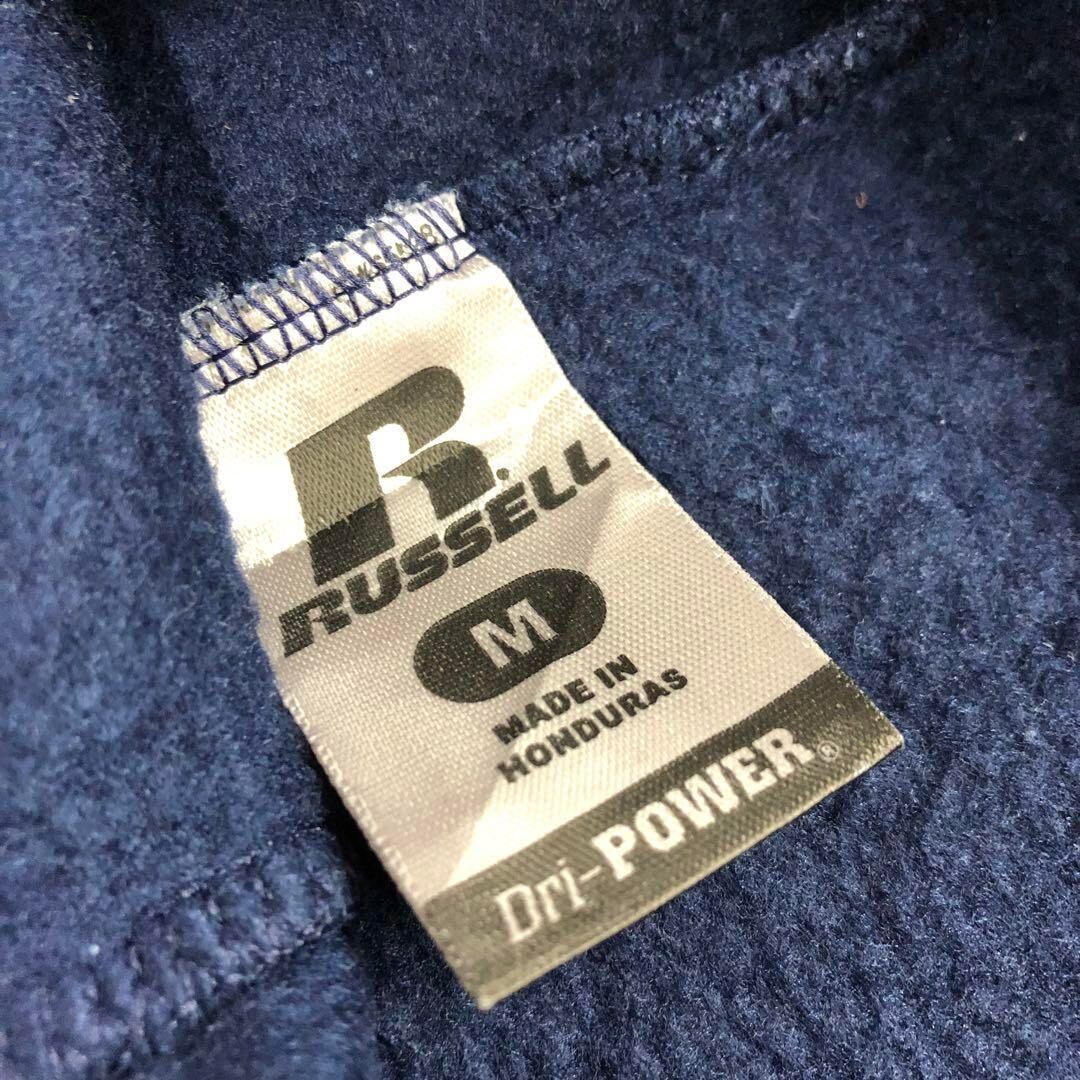 R
RUSSELL
M
MADE IN
HONDURAS
Dri-POWER®